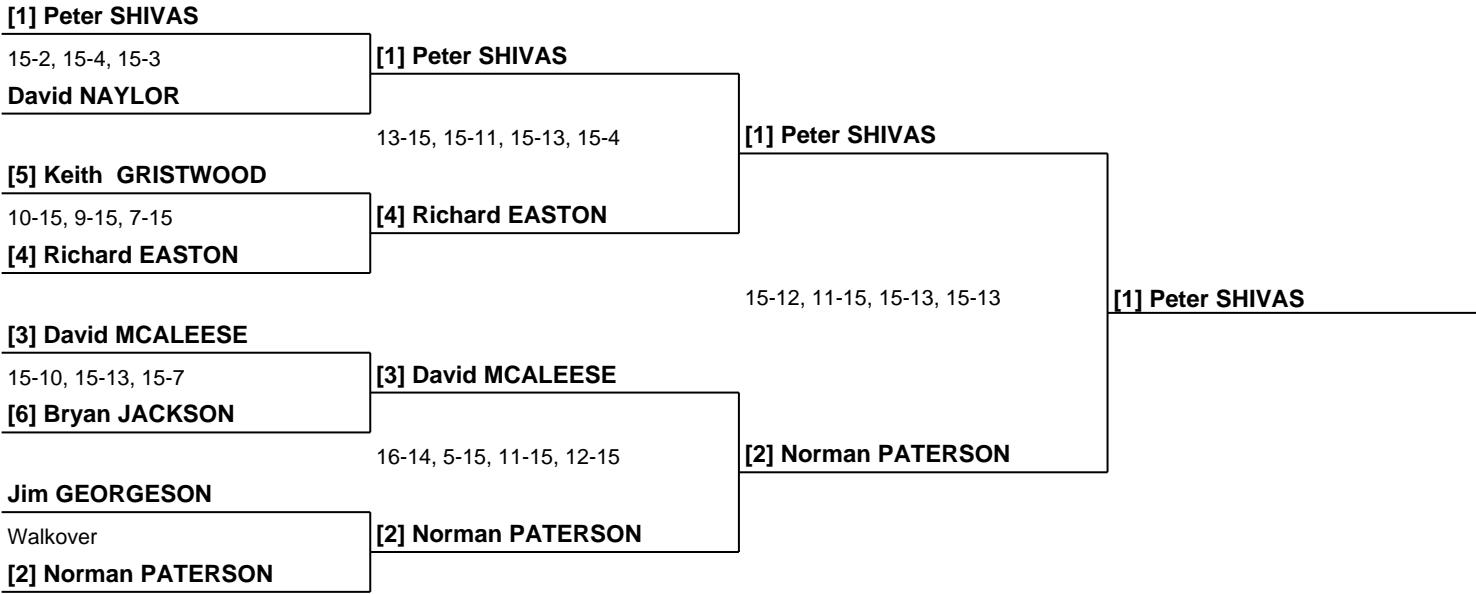 [1] Peter SHIVAS
15-2, 15-4, 15-3
David NAYLOR
[5] Keith  GRISTWOOD
10-15, 9-15, 7-15
[4] Richard EASTON
[3] David MCALEESE
15-10, 15-13, 15-7
[6] Bryan JACKSON
Jim GEORGESON
Walkover
[2] Norman PATERSON
[1] Peter SHIVAS
13-15, 15-11, 15-13, 15-4
[4] Richard EASTON
[3] David MCALEESE
16-14, 5-15, 11-15, 12-15
[2] Norman PATERSON
[1] Peter SHIVAS
15-12, 11-15, 15-13, 15-13
[2] Norman PATERSON
[1] Peter SHIVAS